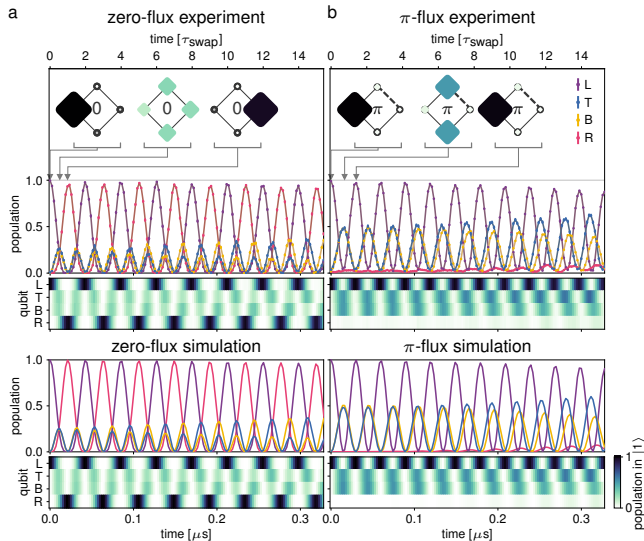 a
zero-flux experiment
time [τswap]
0 2 4 6 8 10 12 14
0 0 0
population
1.0
0.5
0.0
qubit
L
T
B
R
b
π-flux experiment
time [τswap]
0 2 4 6 8 10 12 14
L
T
B
R
π π π
zero-flux simulation
population
1.0
0.5
0.0
qubit
L
T
B
R
0.0 0.1 0.2 0.3
time [μs]
π-flux simulation
0.0 0.1 0.2 0.3
time [μs]
1
0
population in |1⟩